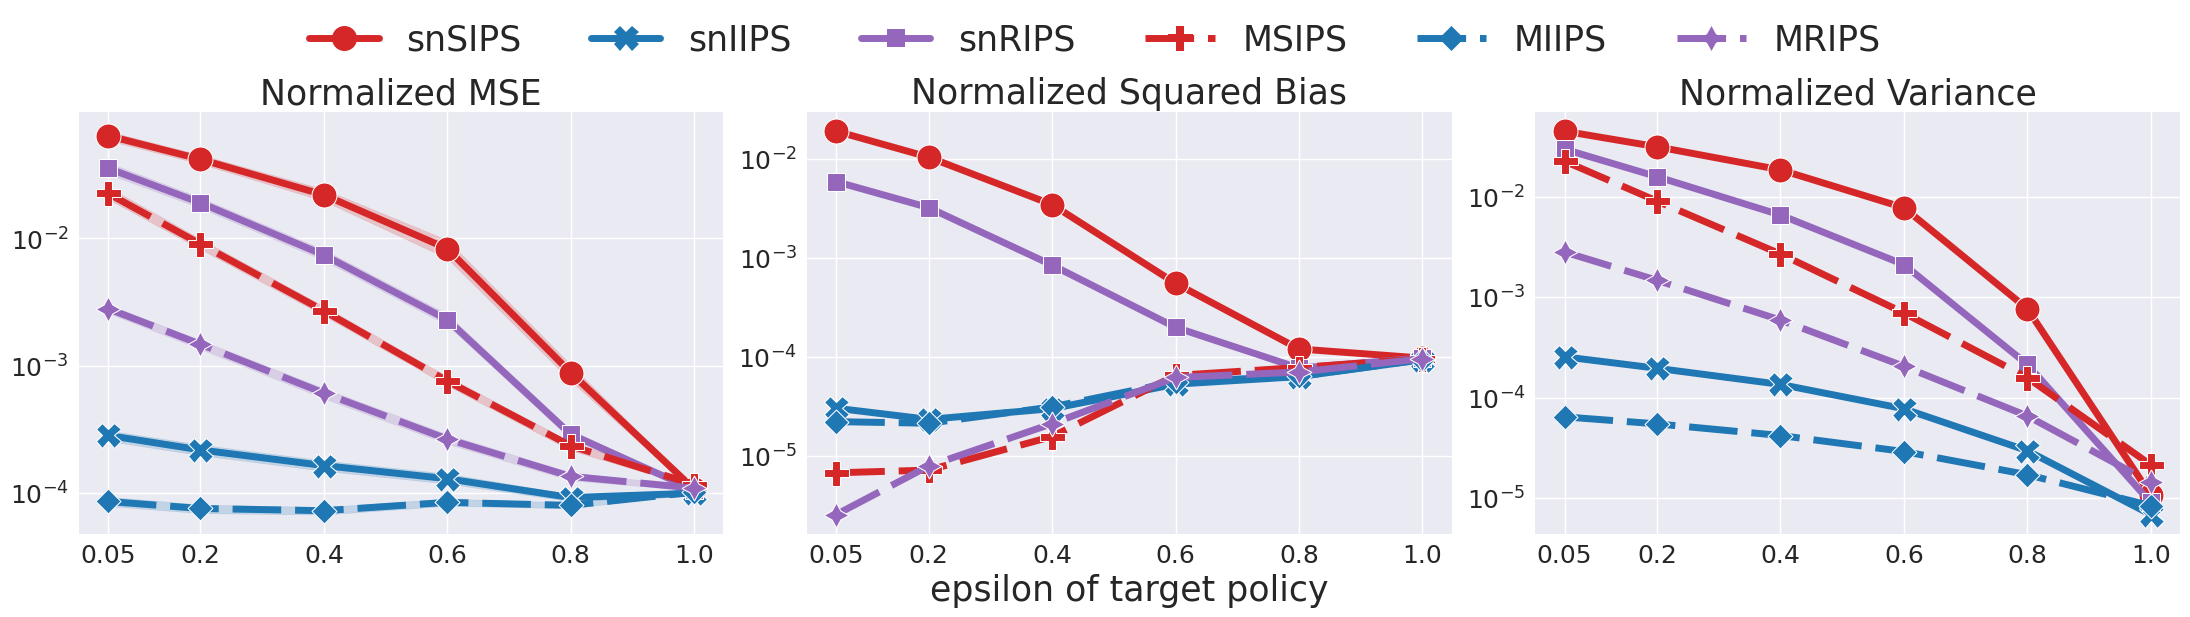 snSIPS snIIPS snRIPS MSIPS MIIPS MRIPS
Normalized MSE Normalized Squared Bias Normalized Variance
10⁻²
10⁻³
10⁻⁴
0.05 0.2 0.4 0.6 0.8 1.0
10⁻²
10⁻³
10⁻⁴
10⁻⁵
0.05 0.2 0.4 0.6 0.8 1.0
10⁻²
10⁻³
10⁻⁴
10⁻⁵
0.05 0.2 0.4 0.6 0.8 1.0
epsilon of target policy